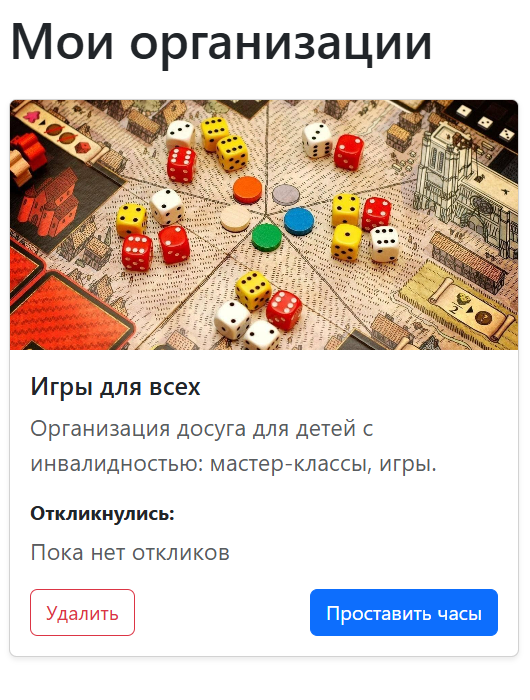 Мои организации
2
Игры для всех
Организация досуга для детей с
инвалидностью: мастер-классы, игры.
Откликнулись:
Пока нет откликов
Удалить
Проставить часы